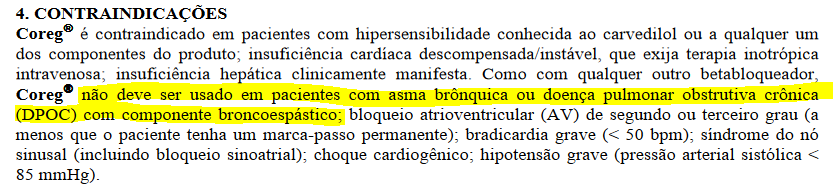 4. CONTRAINDICAÇÕES
Coreg® é contraindicado em pacientes com hipersensibilidade conhecida ao carvedilol ou a qualquer um
dos componentes do produto; insuficiência cardíaca descompensada/instável, que exija terapia inotrópica
intravenosa; insuficiência hepática clinicamente manifesta. Como com qualquer outro betabloqueador,
Coreg® não deve ser usado em pacientes com asma brônquica ou doença pulmonar obstrutiva crônica
(DPOC) com componente broncoespástico; bloqueio atrioventricular (AV) de segundo ou terceiro grau (a
menos que o paciente tenha um marca-passo permanente); bradicardia grave (< 50 bpm); síndrome do nó
sinusal (incluindo bloqueio sinoatrial); choque cardiogênico; hipotensão grave (pressão arterial sistólica <
85 mmHg).